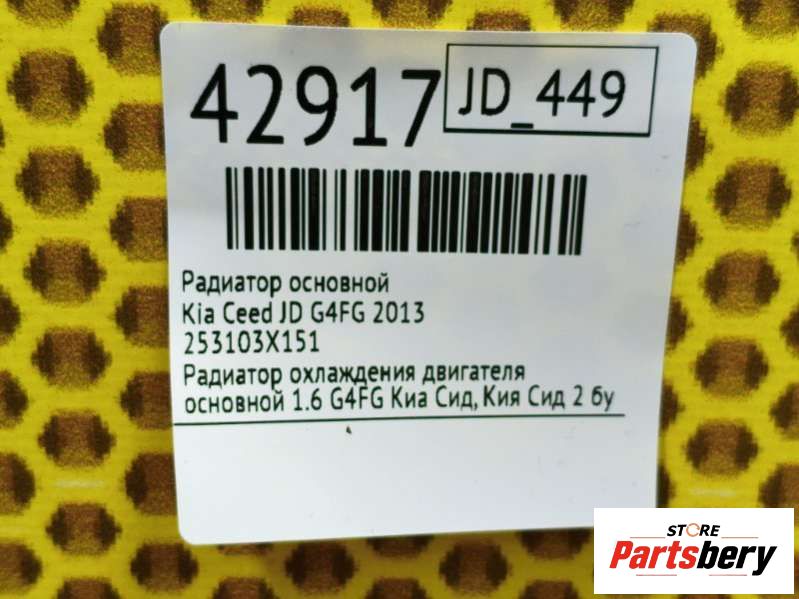 42917
JD_449
Радиатор основной
Kia Ceed JD G4FG 2013
253103X151
Радиатор охлаждения двигателя
основной 1.6 G4FG Киа Сид, Кия Сид 2 бу
STORE
Partsbery